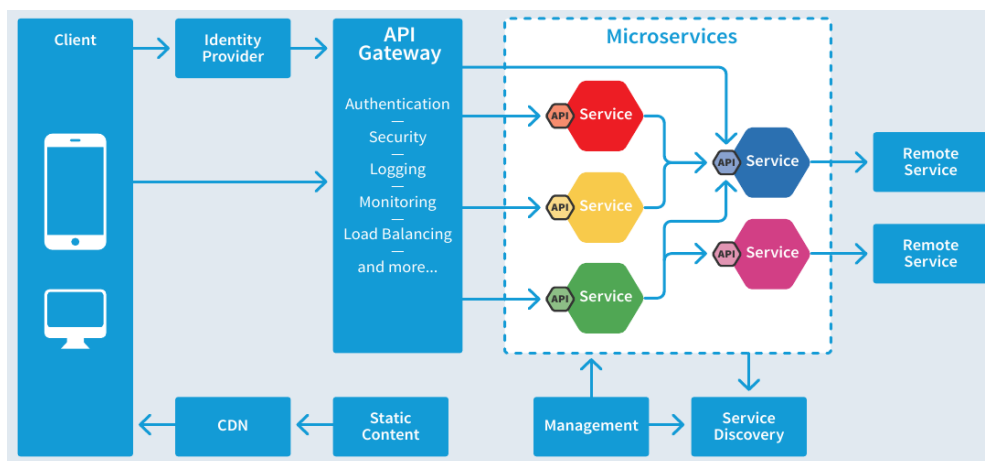 Client
Identity
Provider
API
Gateway
Authentication
Security
Logging
Monitoring
Load Balancing
and more...
Microservices
API
Service
API
Service
API
Service
API
Service
API
Service
Remote
Service
Remote
Service
CDN
Static
Content
Management
Service
Discovery